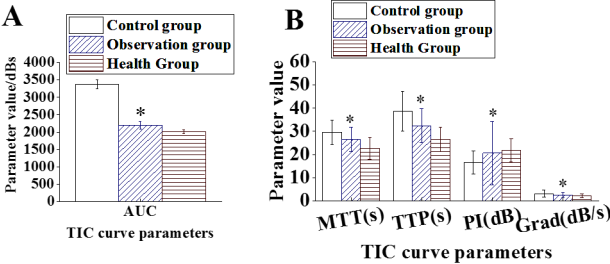 A
Control group
Observation group
Health Group
Parameter value/dBs
4000
3500
3000
2500
2000
1500
1000
500
0
*
AUC
TIC curve parameters
B
Control group
Observation group
Health Group
Parameter value
60
50
40
30
20
10
0
* * * *
MTT(s) TTP(s) PI(dB) Grad(dB/s)
TIC curve parameters